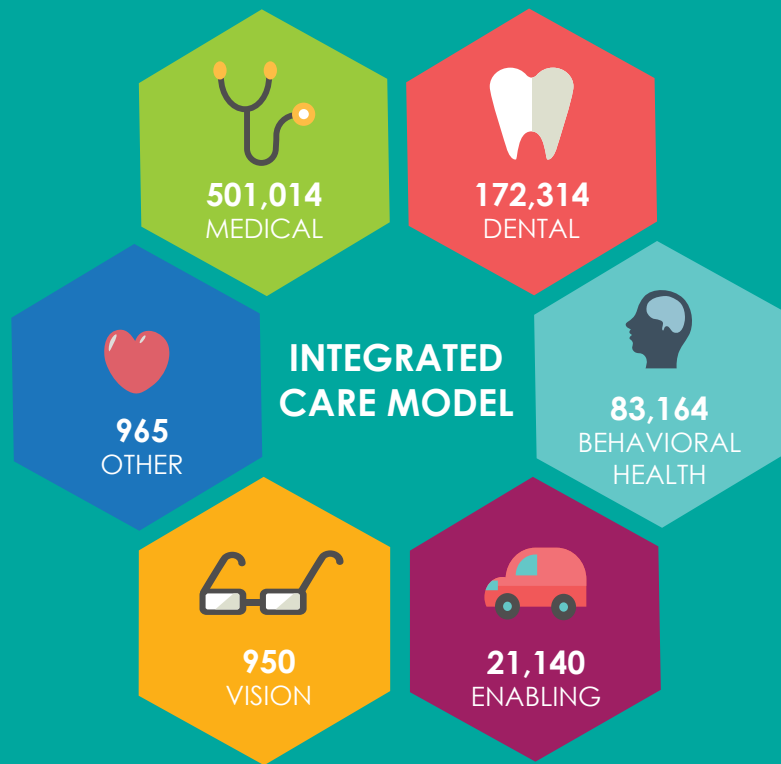 501,014
MEDICAL
172,314
DENTAL
965
OTHER
INTEGRATED
CARE MODEL
83,164
BEHAVIORAL
HEALTH
950
VISION
21,140
ENABLING